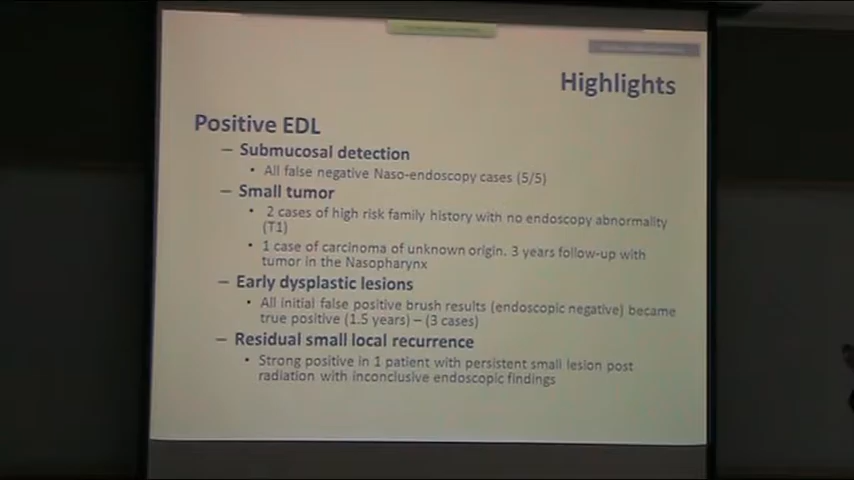 Highlights
Positive EDL
– Submucosal detection
• All false negative Naso-endoscopy cases (5/5)
– Small tumor
• 2 cases of high risk family history with no endoscopy abnormality
(T1)
• 1 case of carcinoma of unknown origin. 3 years follow-up with
tumor in the Nasopharynx
– Early dysplastic lesions
• All initial false positive brush results (endoscopic negative) became
true positive (1.5 years) – (3 cases)
– Residual small local recurrence
• Strong positive in 1 patient with persistent small lesion post
radiation with inconclusive endoscopic findings